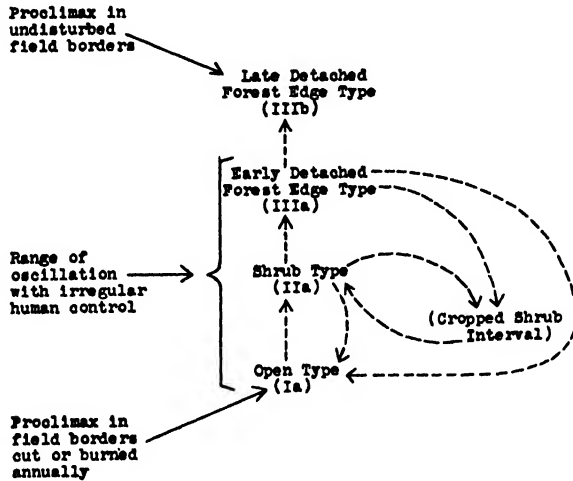 Proclimax in
undisturbed
field borders
Late Detached
Forest Edge Type
(IIIb)
Early Detached
Forest Edge Type
(IIIa)
Range of
oscillation
with irregular
human control
Shrub Type
(IIa)
(Cropped Shrub
Interval)
Open Type
(Ia)
Proclimax in
field borders
cut or burned
annually